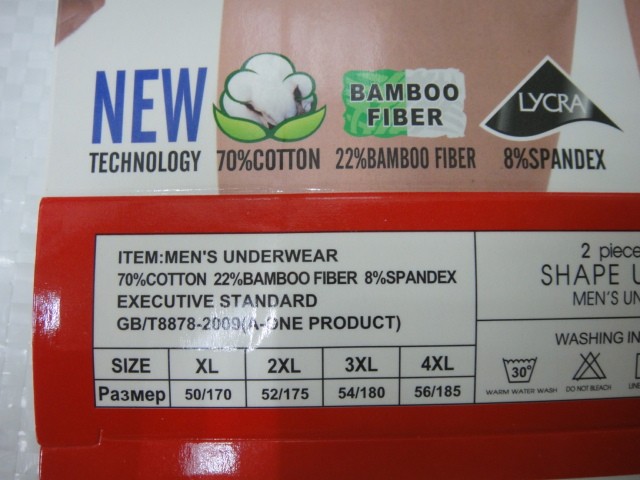 NEW
TECHNOLOGY
70%COTTON
BAMBOO
FIBER
22%BAMBOO FIBER
LYCRA
8%SPANDEX
ITEM:MEN'S UNDERWEAR
70%COTTON 22%BAMBOO FIBER 8%SPANDEX
EXECUTIVE STANDARD
GB/T8878-2009(A-ONE PRODUCT)
SIZE XL 2XL 3XL 4XL
Размер 50/170 52/175 54/180 56/185
2 piece
SHAPE U
MEN'S UN
WASHING IN
30°
WARM WATER WASH DO NOT BLEACH